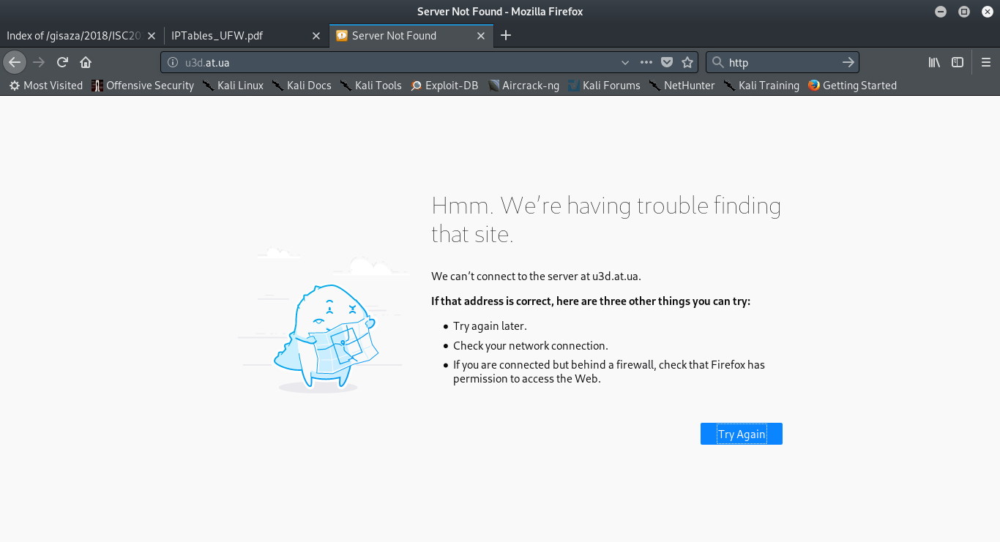 Server Not Found - Mozilla Firefox
Index of /gisaza/2018/ISC20
IPTables_UFW.pdf
Server Not Found
u3d.at.ua
http
Most Visited
Offensive Security
Kali Linux
Kali Docs
Kali Tools
Exploit-DB
Aircrack-ng
Kali Forums
NetHunter
Kali Training
Getting Started
Hmm. We’re having trouble finding
that site.
We can’t connect to the server at u3d.at.ua.
If that address is correct, here are three other things you can try:
Try again later.
Check your network connection.
If you are connected but behind a firewall, check that Firefox has
permission to access the Web.
Try Again